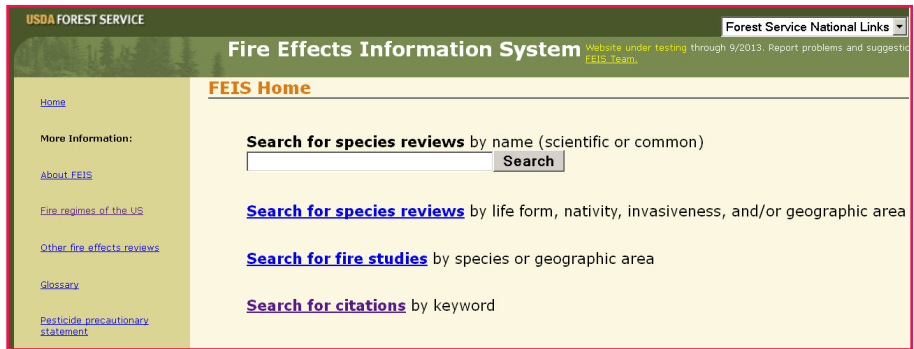 USDA FOREST SERVICE
Forest Service National Links
Fire Effects Information System
Website under testing through 9/2013. Report problems and
FEIS Team.
FEIS Home
Home
More Information:
About FEIS
Fire regimes of the US
Other fire effects reviews
Glossary
Pesticide precautionary
statement
Search for species reviews by name (scientific or common)
Search
Search for species reviews by life form, nativity, invasiveness, and/or geographic area
Search for fire studies by species or geographic area
Search for citations by keyword